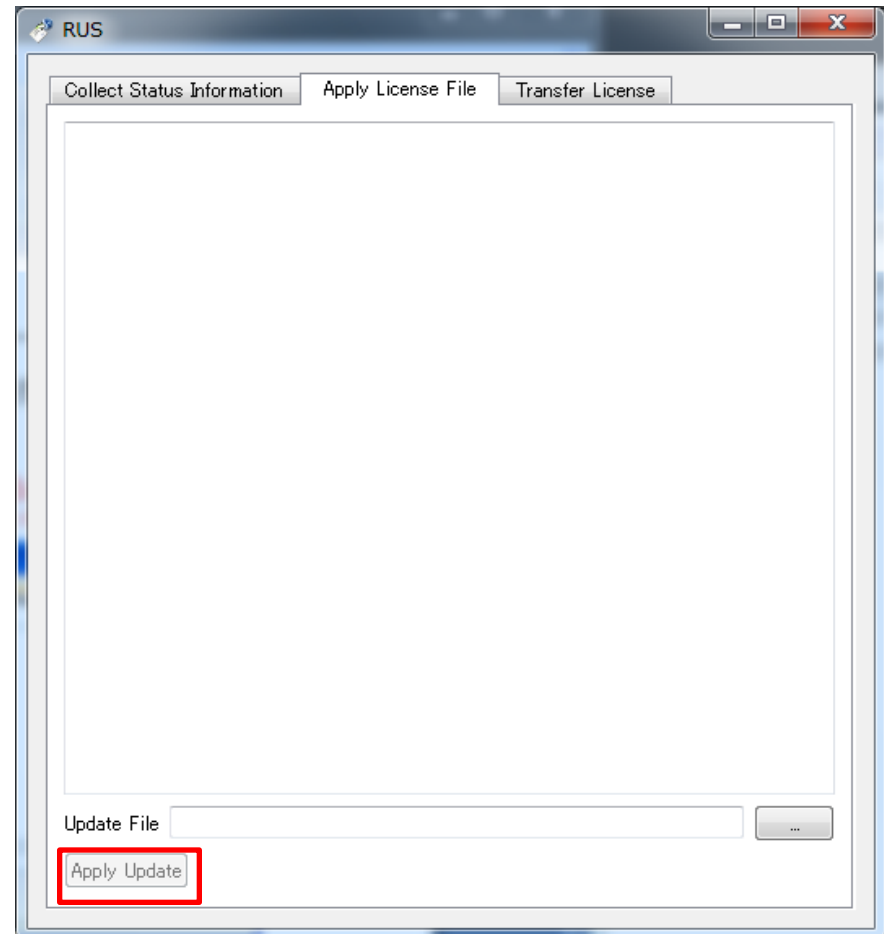 RUS
Collect Status Information Apply License File Transfer License
Update File ...
Apply Update